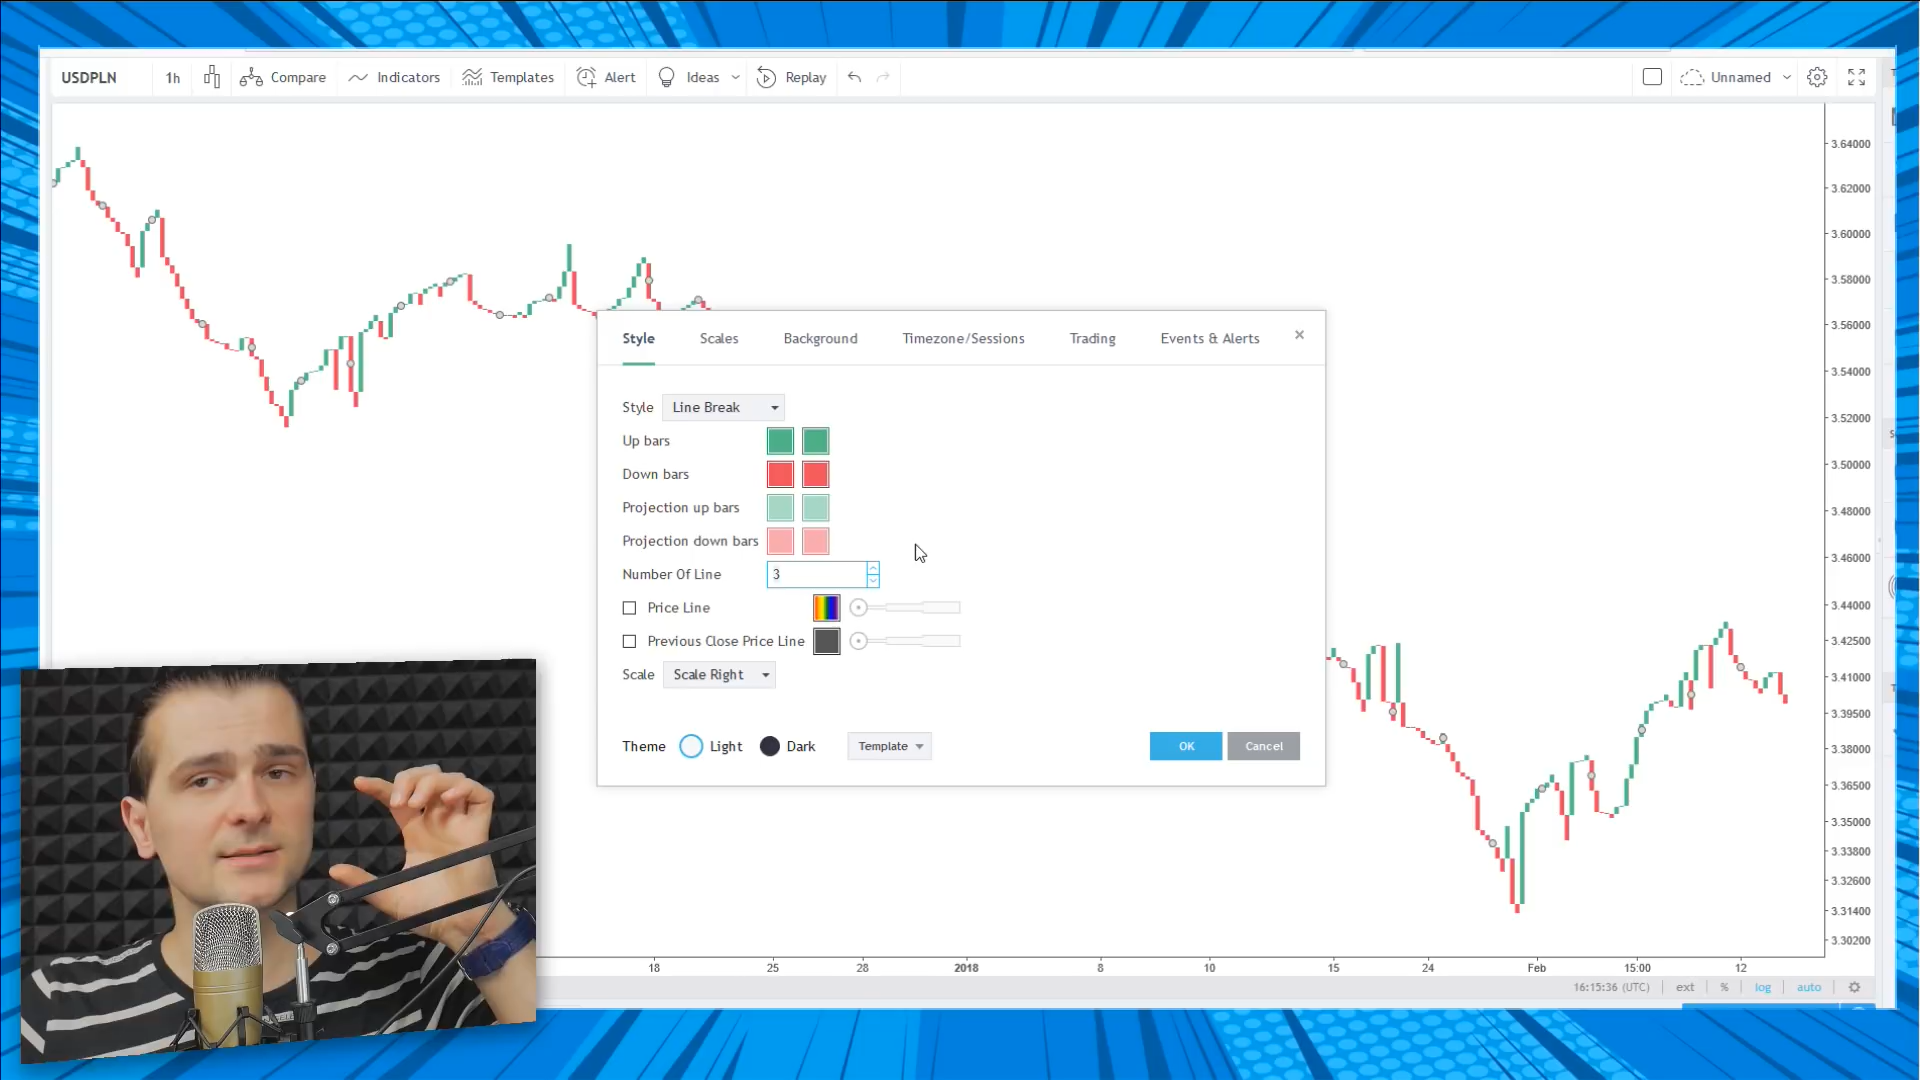 USDPLN 1h Compare Indicators Templates Alert Ideas Replay Unnamed
3.64000
3.62000
3.60000
3.58000
3.56000
3.54000
3.52000
3.50000
3.48000
3.46000
3.44000
3.42500
3.41000
3.39500
3.38000
3.36500
3.35000
3.33800
3.32600
3.31400
3.30200
Style Scales Background Timezone/Sessions Trading Events & Alerts
Style Line Break
Up bars
Down bars
Projection up bars
Projection down bars
Number Of Line 3
Price Line
Previous Close Price Line
Scale Scale Right
Theme Light Dark Template OK Cancel
18 25 28 2018 8 10 15 24 Feb 15:00 12
16:15:36 (UTC) ext % log auto